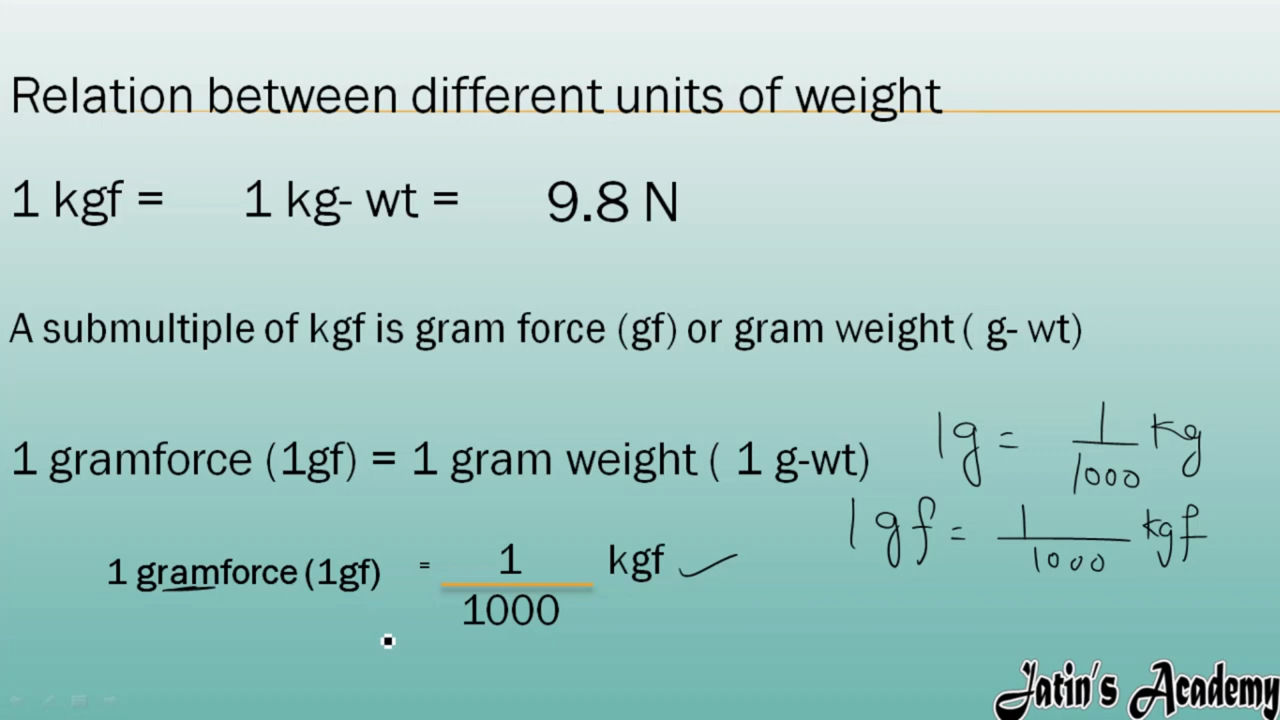 Relation between different units of weight
1 kgf = 1 kg- wt = 9.8 N
A submultiple of kgf is gram force (gf) or gram weight ( g- wt)
1 gramforce (1gf) = 1 gram weight ( 1 g-wt)
1g = 1/1000 kg
1gf = 1/1000 kgf
1 gramforce (1gf) = 1/1000 kgf
Jatin's Academy